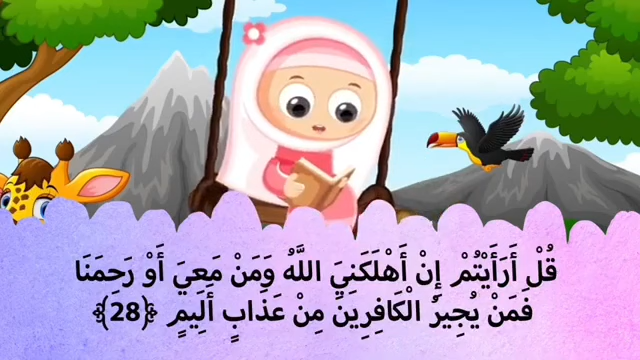 قُلْ أَرَأَيْتُمْ إِنْ أَهْلَكَنِيَ اللَّهُ وَمَنْ مَعِيَ أَوْ رَحِمَنَا
فَمَنْ يُجِيرُ الْكَافِرِينَ مِنْ عَذَابٍ أَلِيمٍ ﴿28﴾